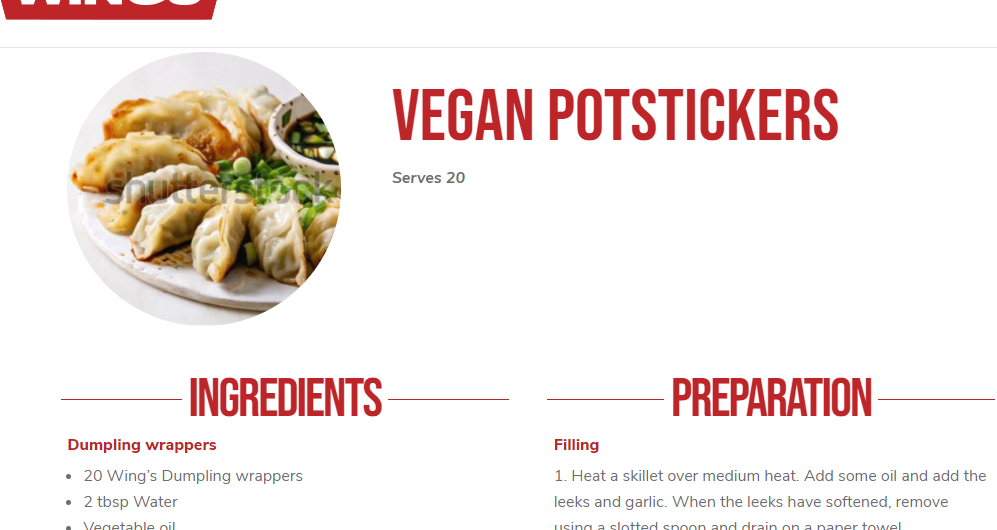 WINGS
VEGAN POTSTICKERS
Serves 20
shutterstock
INGREDIENTS
Dumpling wrappers
• 20 Wing’s Dumpling wrappers
• 2 tbsp Water
• Vegetable oil
PREPARATION
Filling
1. Heat a skillet over medium heat. Add some oil and add the
leeks and garlic. When the leeks have softened, remove
using a slotted spoon and drain on a paper towel.